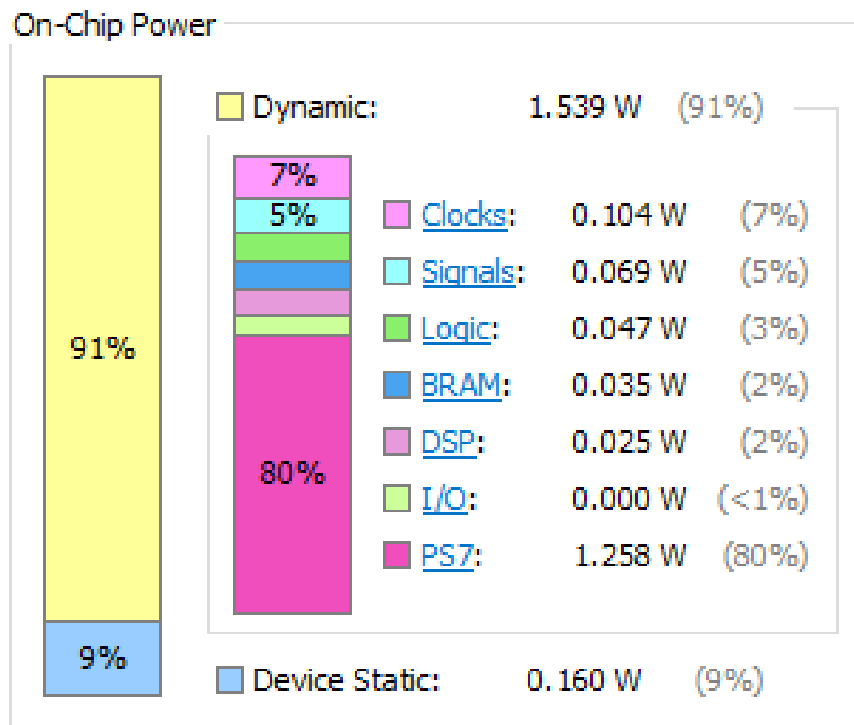 On-Chip Power
Dynamic: 1.539 W (91%)
91%
9%
7%
5%
80%
Clocks: 0.104 W (7%)
Signals: 0.069 W (5%)
Logic: 0.047 W (3%)
BRAM: 0.035 W (2%)
DSP: 0.025 W (2%)
I/O: 0.000 W (<1%)
PS7: 1.258 W (80%)
Device Static: 0.160 W (9%)